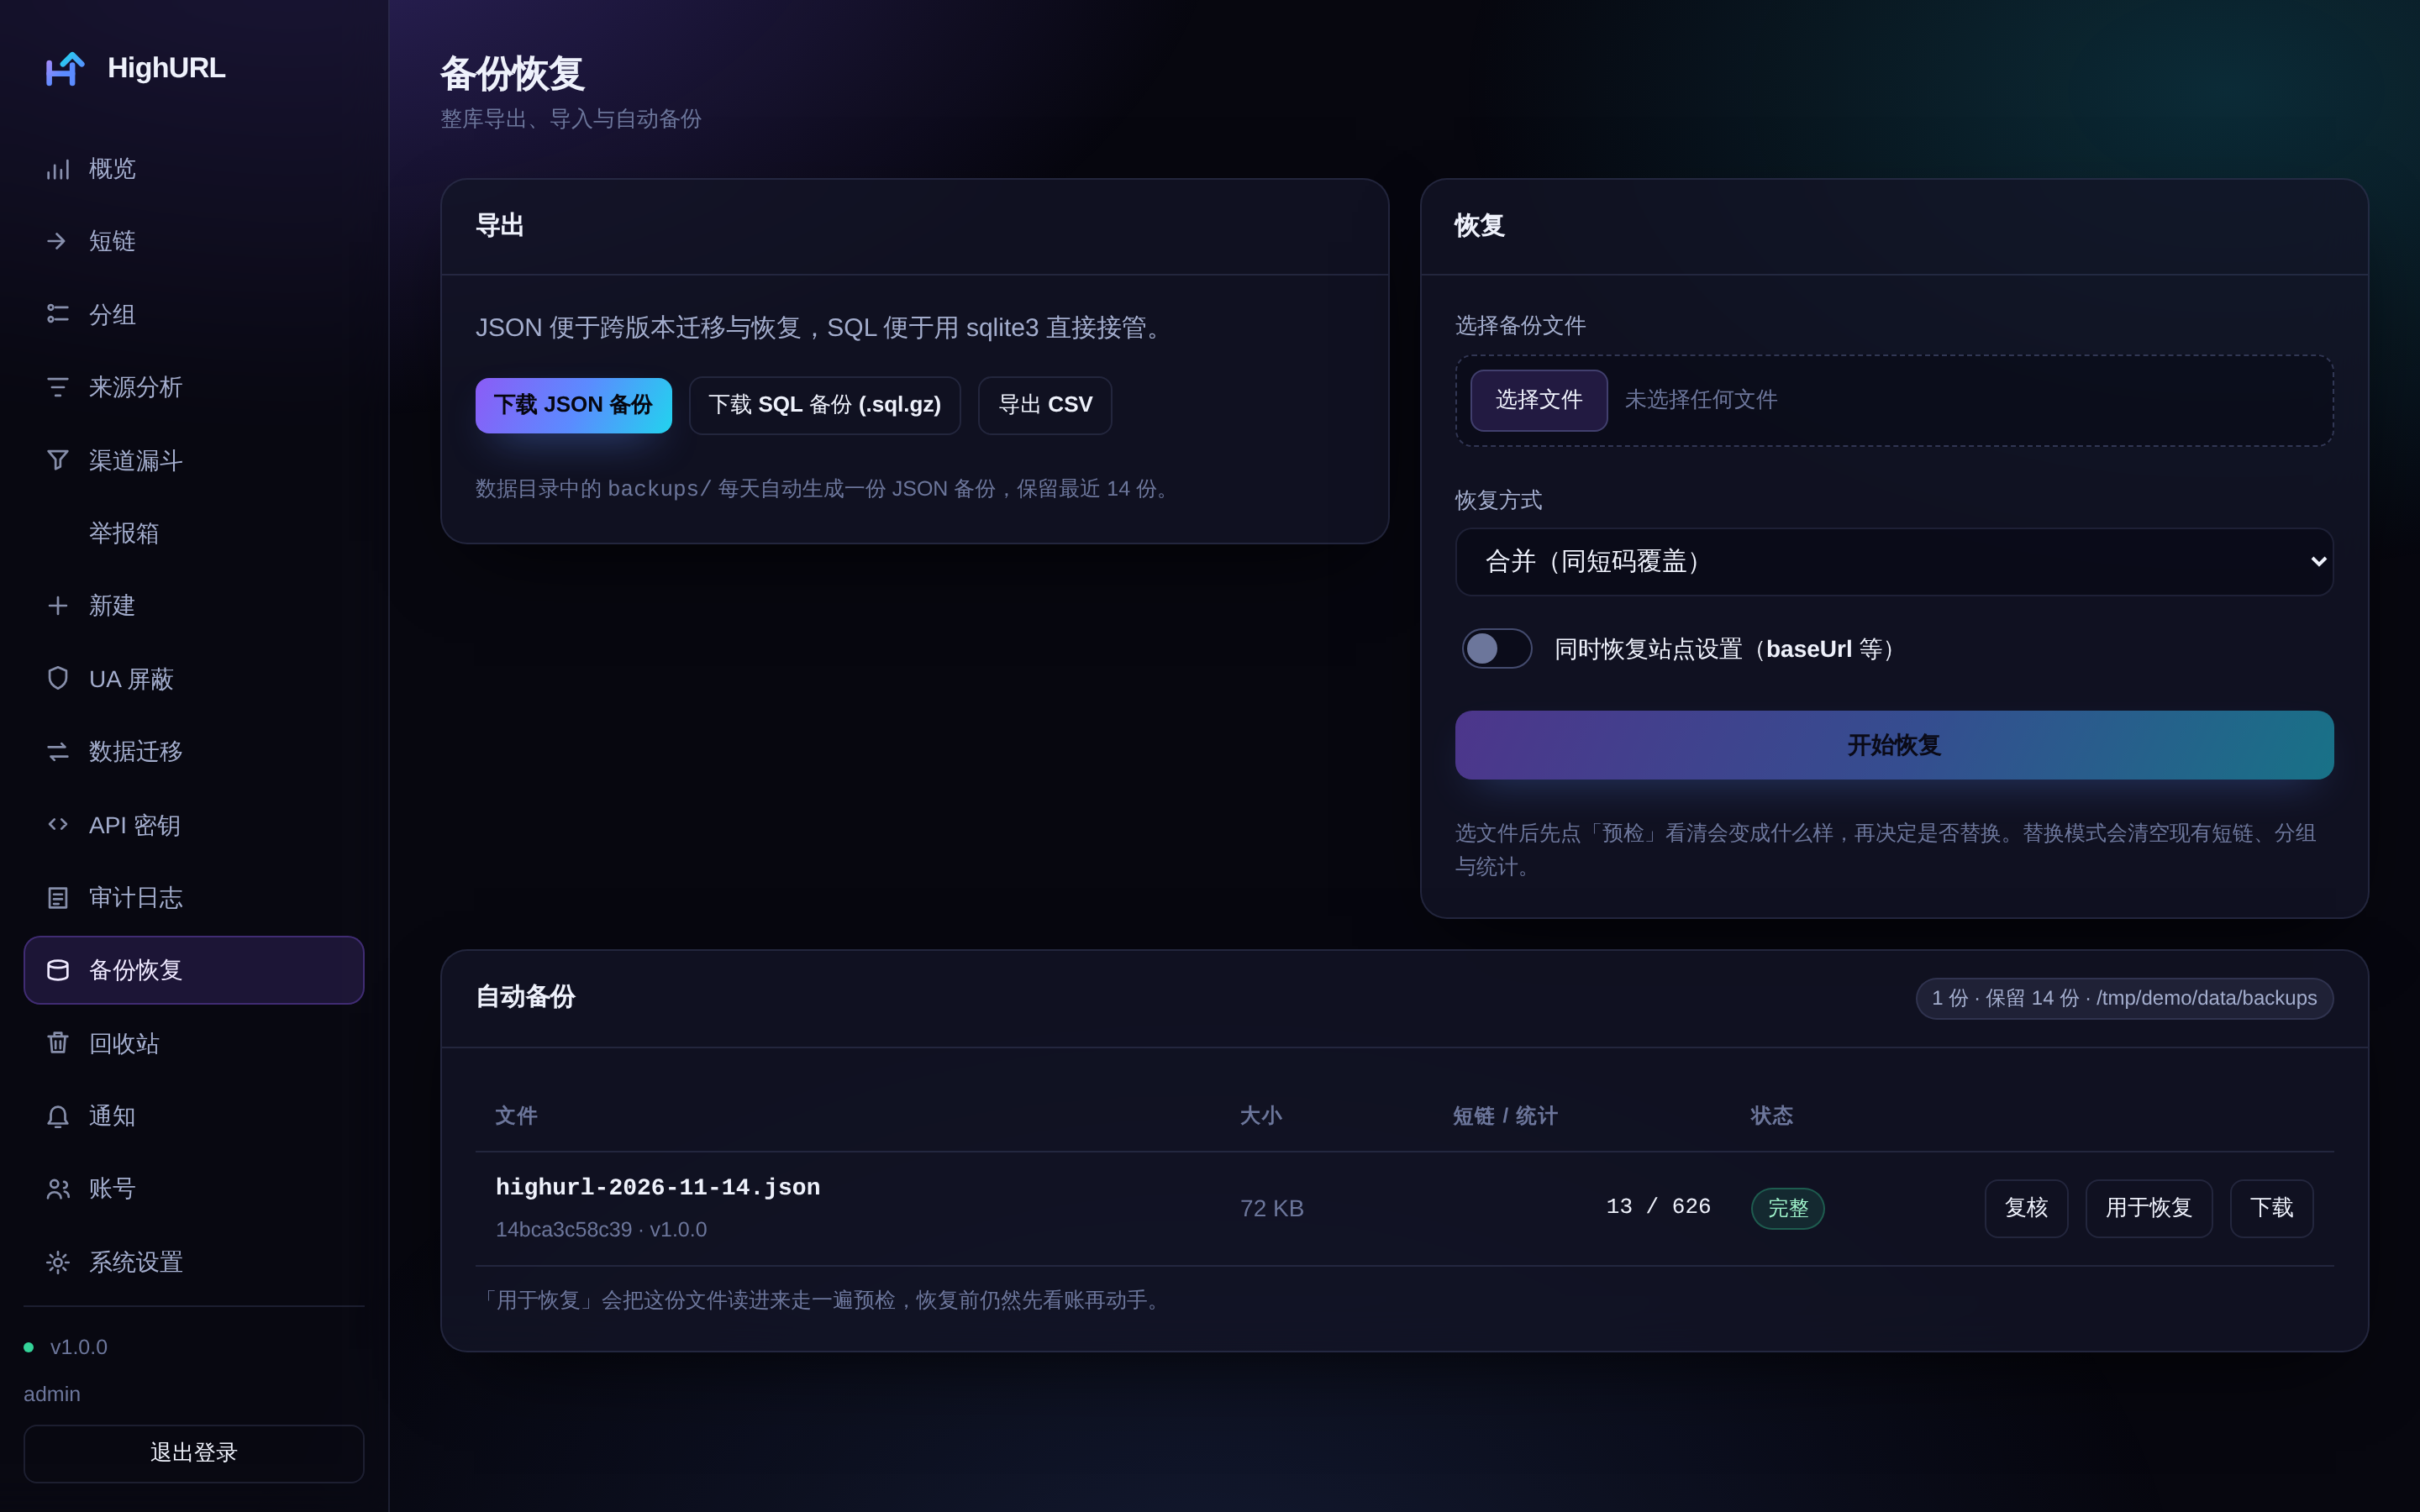 HighURL
概览
短链
分组
来源分析
渠道漏斗
举报箱
新建
UA 屏蔽
数据迁移
API 密钥
审计日志
备份恢复
回收站
通知
账号
系统设置
v1.0.0
admin
退出登录
备份恢复
整库导出、导入与自动备份
导出
JSON 便于跨版本迁移与恢复，SQL 便于用 sqlite3 直接接管。
下载 JSON 备份
下载 SQL 备份 (.sql.gz)
导出 CSV
数据目录中的 backups/ 每天自动生成一份 JSON 备份，保留最近 14 份。
恢复
选择备份文件
选择文件 未选择任何文件
恢复方式
合并（同短码覆盖）
同时恢复站点设置（baseUrl 等）
开始恢复
选文件后先点「预检」看清会变成什么样，再决定是否替换。替换模式会清空现有短链、分组
与统计。
自动备份
1 份 · 保留 14 份 · /tmp/demo/data/backups
文件 大小 短链 / 统计 状态
highurl-2026-11-14.json
14bca3c58c39 · v1.0.0
72 KB
13 / 626
完整
复核
用于恢复
下载
「用于恢复」会把这份文件读进来走一遍预检，恢复前仍然先看账再动手。